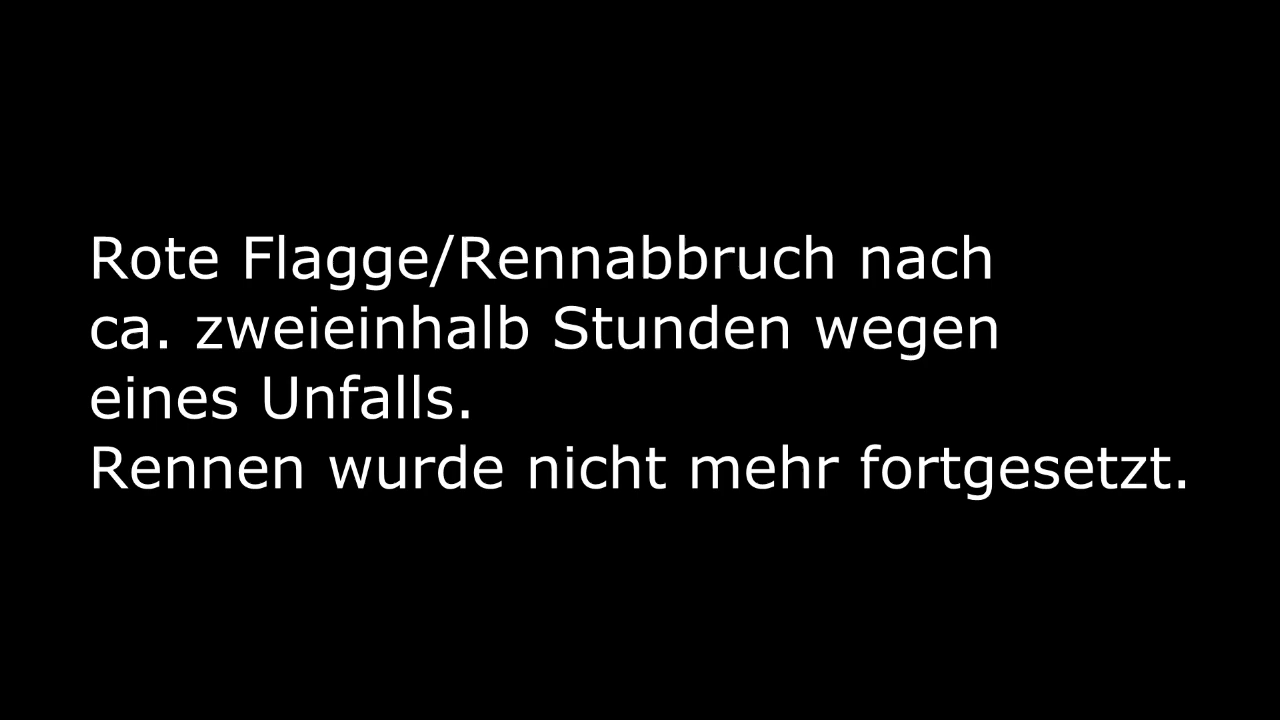 Rote Flagge/Rennabbruch nach
ca. zweieinhalb Stunden wegen
eines Unfalls.
Rennen wurde nicht mehr fortgesetzt.